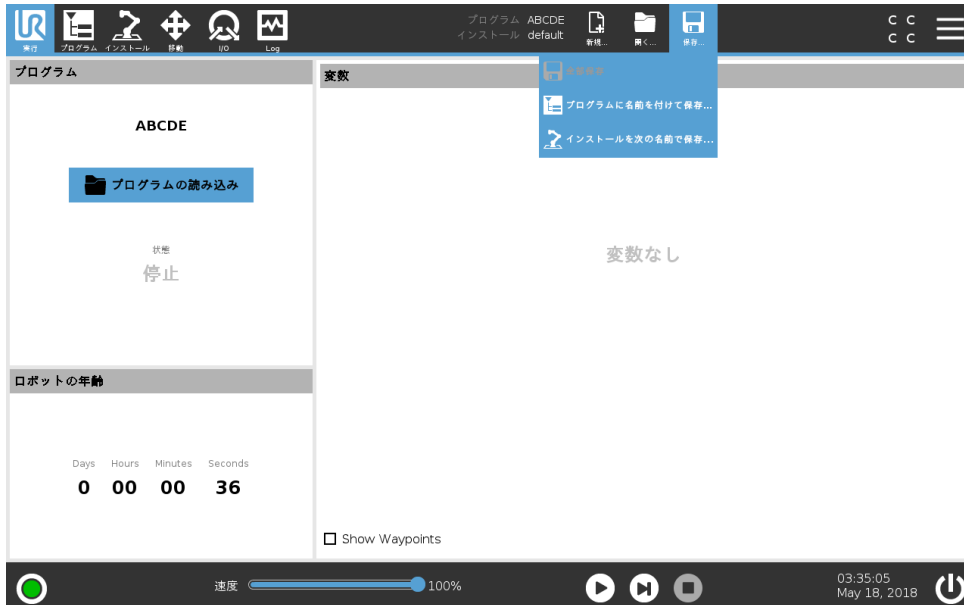 UR
実行
プログラム
インストール
移動
I/O
Log
プログラム ABCDE
インストール default
新規...
開く...
保存...
C C
C C
全て保存
プログラムに名前を付けて保存...
インストールを次の名前で保存...
プログラム
ABCDE
プログラムの読み込み
状態
停止
変数
変数なし
ロボットの年齢
Days Hours Minutes Seconds
0 00 00 36
Show Waypoints
速度 100%
03:35:05
May 18, 2018